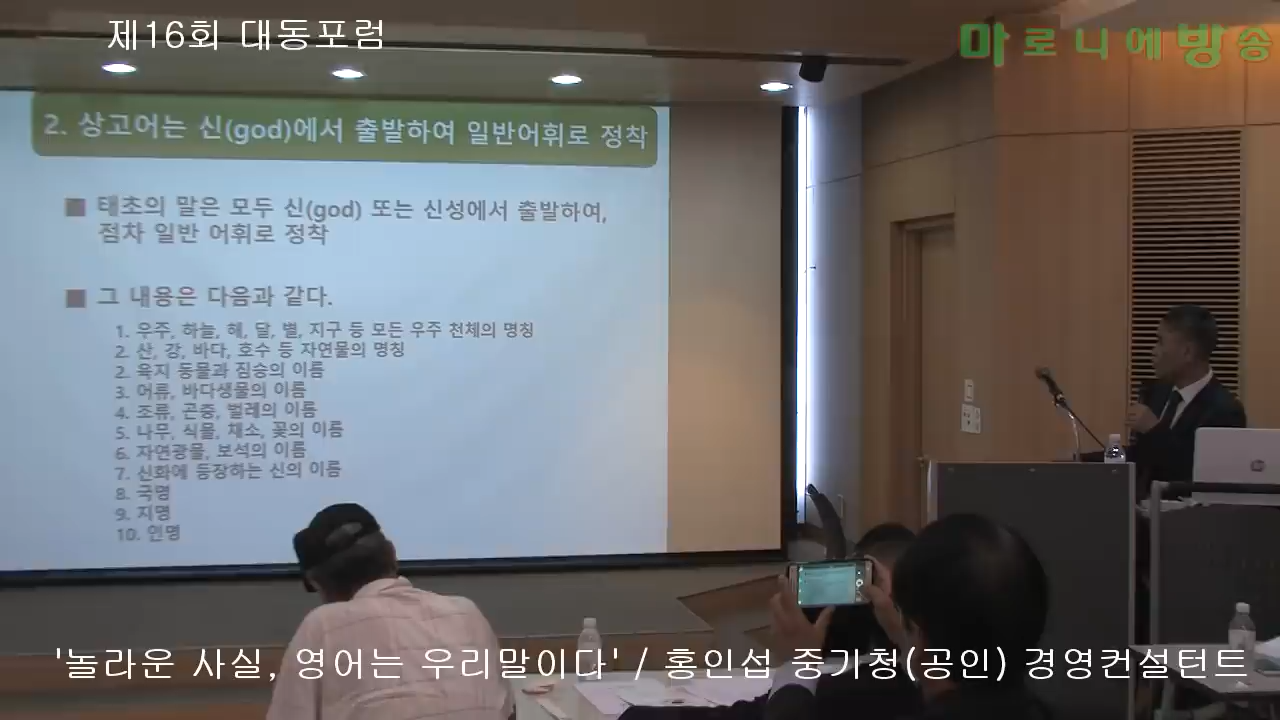 제16회 대동포럼
마로니에방송
2. 상고어는 신(god)에서 출발하여 일반어휘로 정착
■ 태초의 말은 모두 신(god) 또는 신성에서 출발하여,
점차 일반 어휘로 정착
■ 그 내용은 다음과 같다.
1. 우주, 하늘, 해, 달, 별, 지구 등 모든 우주 천체의 명칭
2. 산, 강, 바다, 호수 등 자연물의 명칭
2. 육지 동물과 짐승의 이름
3. 어류, 바다생물의 이름
4. 조류, 곤충, 벌레의 이름
5. 나무, 식물, 채소, 꽃의 이름
6. 자연광물, 보석의 이름
7. 신화에 등장하는 신의 이름
8. 국명
9. 지명
10. 인명
'놀라운 사실, 영어는 우리말이다' / 홍인섭 중기청(공인) 경영컨설턴트